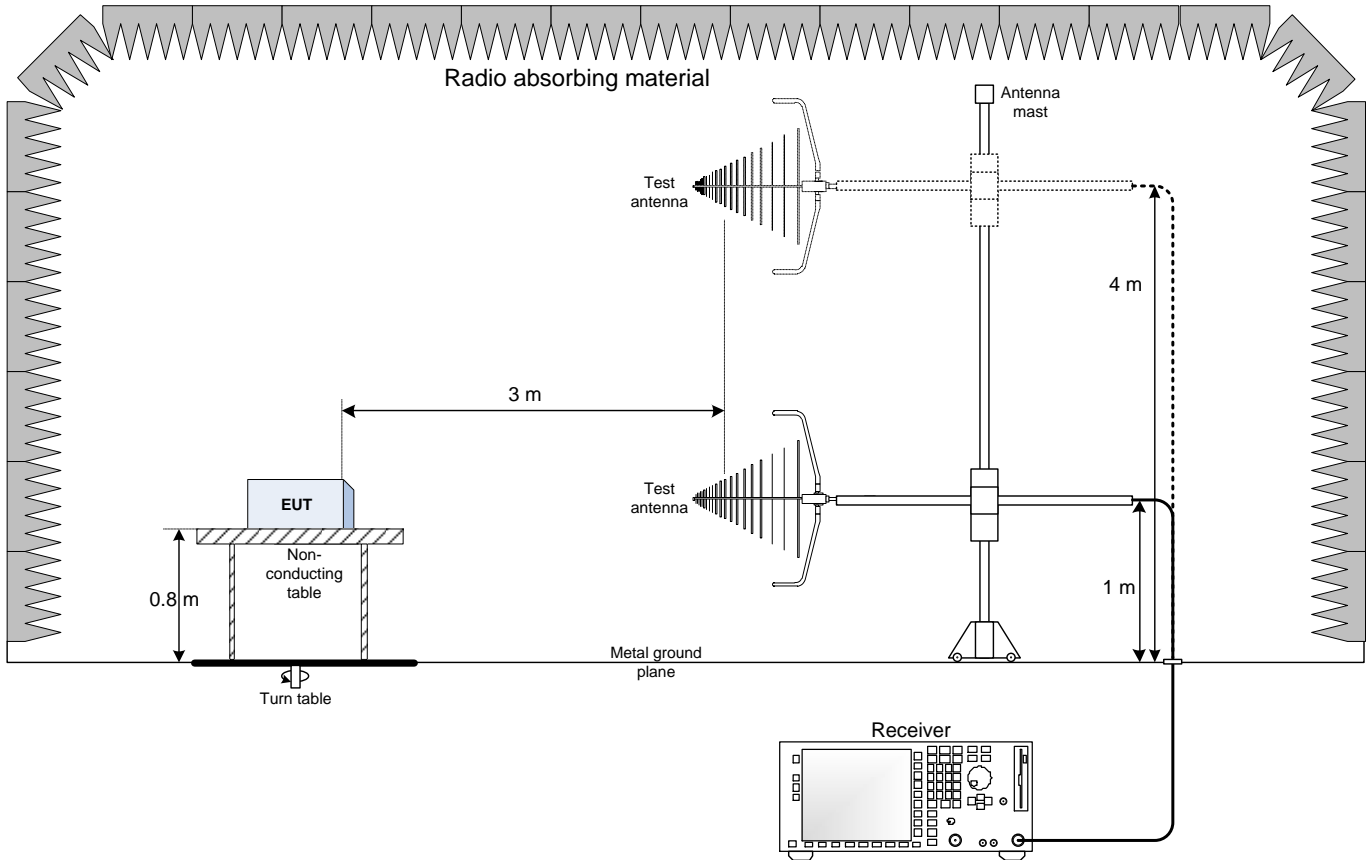 Radio absorbing material
Antenna
mast
Test
antenna
4 m
3 m
EUT
Test
antenna
Non-
conducting
table
0.8 m
1 m
Metal ground
plane
Turn table
Receiver